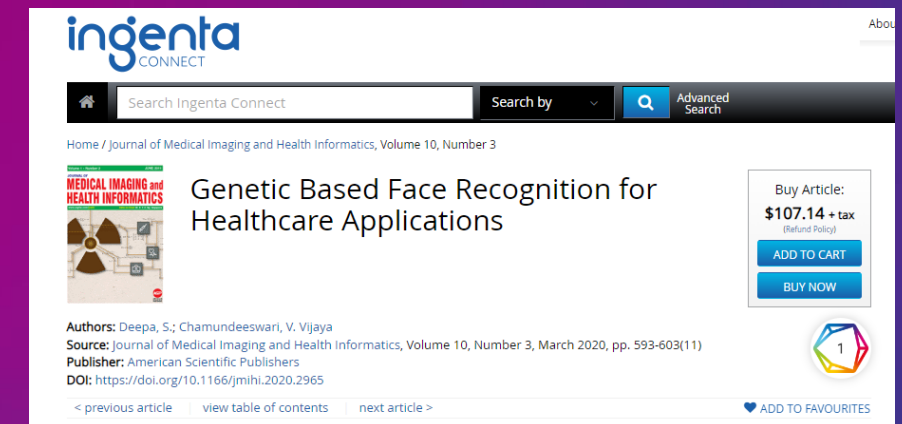 ingenta
CONNECT
Abou
Search Ingenta Connect
Search by
Advanced
Search
Home / Journal of Medical Imaging and Health Informatics, Volume 10, Number 3
JOURNAL OF
MEDICAL IMAGING and
HEALTH INFORMATICS
Genetic Based Face Recognition for
Healthcare Applications
Buy Article:
$107.14 + tax
(Refund Policy)
ADD TO CART
BUY NOW
Authors: Deepa, S.; Chamundeeswari, V. Vijaya
Source: Journal of Medical Imaging and Health Informatics, Volume 10, Number 3, March 2020, pp. 593-603(11)
Publisher: American Scientific Publishers
DOI: https://doi.org/10.1166/jmihi.2020.2965
1
< previous article
view table of contents
next article >
ADD TO FAVOURITES